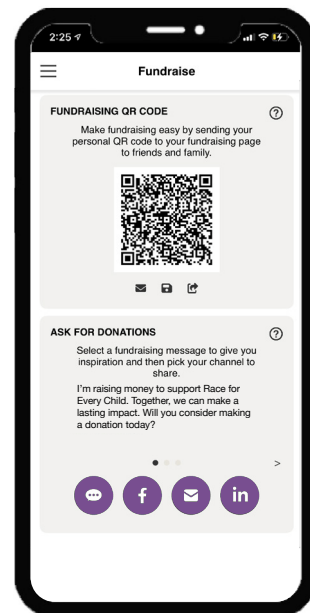 2:25
Fundraise
FUNDRAISING QR CODE
Make fundraising easy by sending your
personal QR code to your fundraising page
to friends and family.
ASK FOR DONATIONS
Select a fundraising message to give you
inspiration and then pick your channel to
share.
I'm raising money to support Race for
Every Child. Together, we can make a
lasting impact. Will you consider making
a donation today?
>
f
in